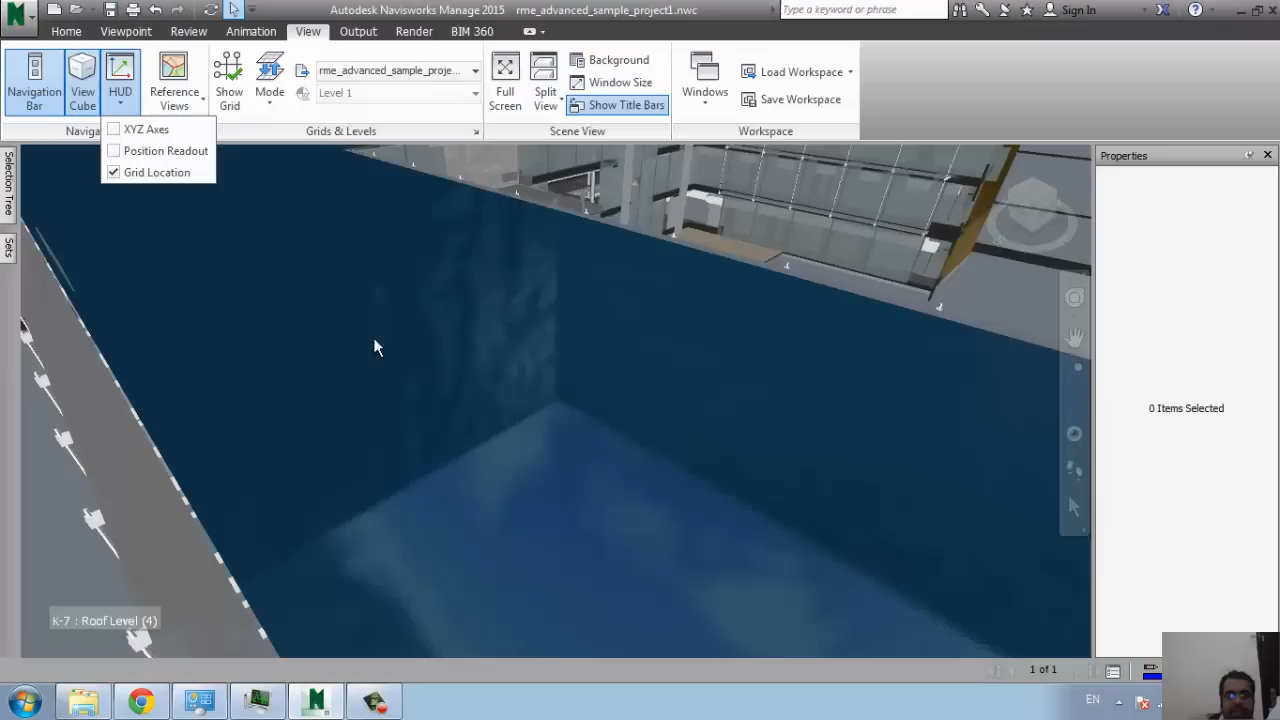 Autodesk Navisworks Manage 2015 rme_advanced_sample_project1.nwc
Type a keyword or phrase
Sign In
Home Viewpoint Review Animation View Output Render BIM 360
Navigation Bar
View Cube
HUD
Reference Views
Show Grid
Mode
rme_advanced_sample_proje...
Level 1
Full Screen
Split View
Background
Window Size
Show Title Bars
Windows
Load Workspace
Save Workspace
Naviga
Grids & Levels
Scene View
Workspace
XYZ Axes
Position Readout
Grid Location
Selection Tree
Sets
Properties
0 Items Selected
K-7 : Roof Level (4)
1 of 1
EN